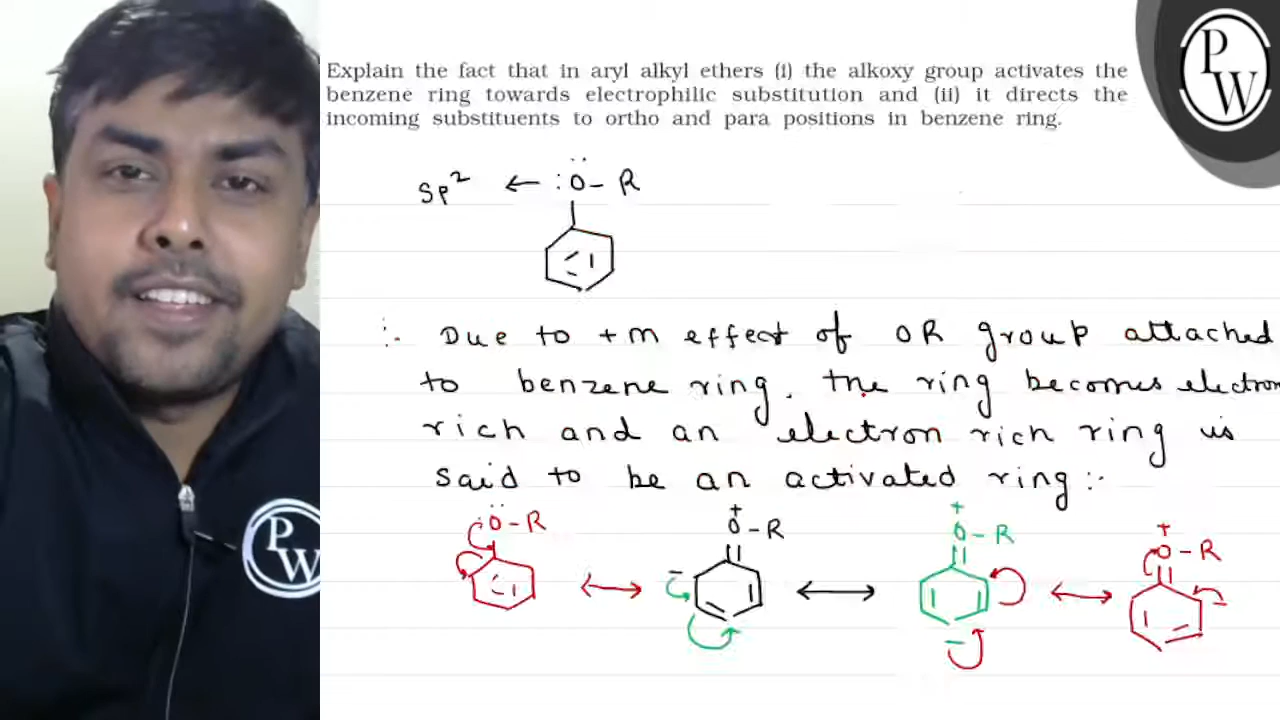 P
W
Explain the fact that in aryl alkyl ethers (i) the alkoxy group activates the
benzene ring towards electrophilic substitution and (ii) it directs the
incoming substituents to ortho and para positions in benzene ring.
Sp² ← :Ö – R
∴ Due to +m effect of OR group attached
to benzene ring. The ring becomes electron
rich and an electron rich ring is
said to be an activated ring :-
:Ö – R ↔ +O – R ↔ +O – R ↔ +O – R
– – –
PW